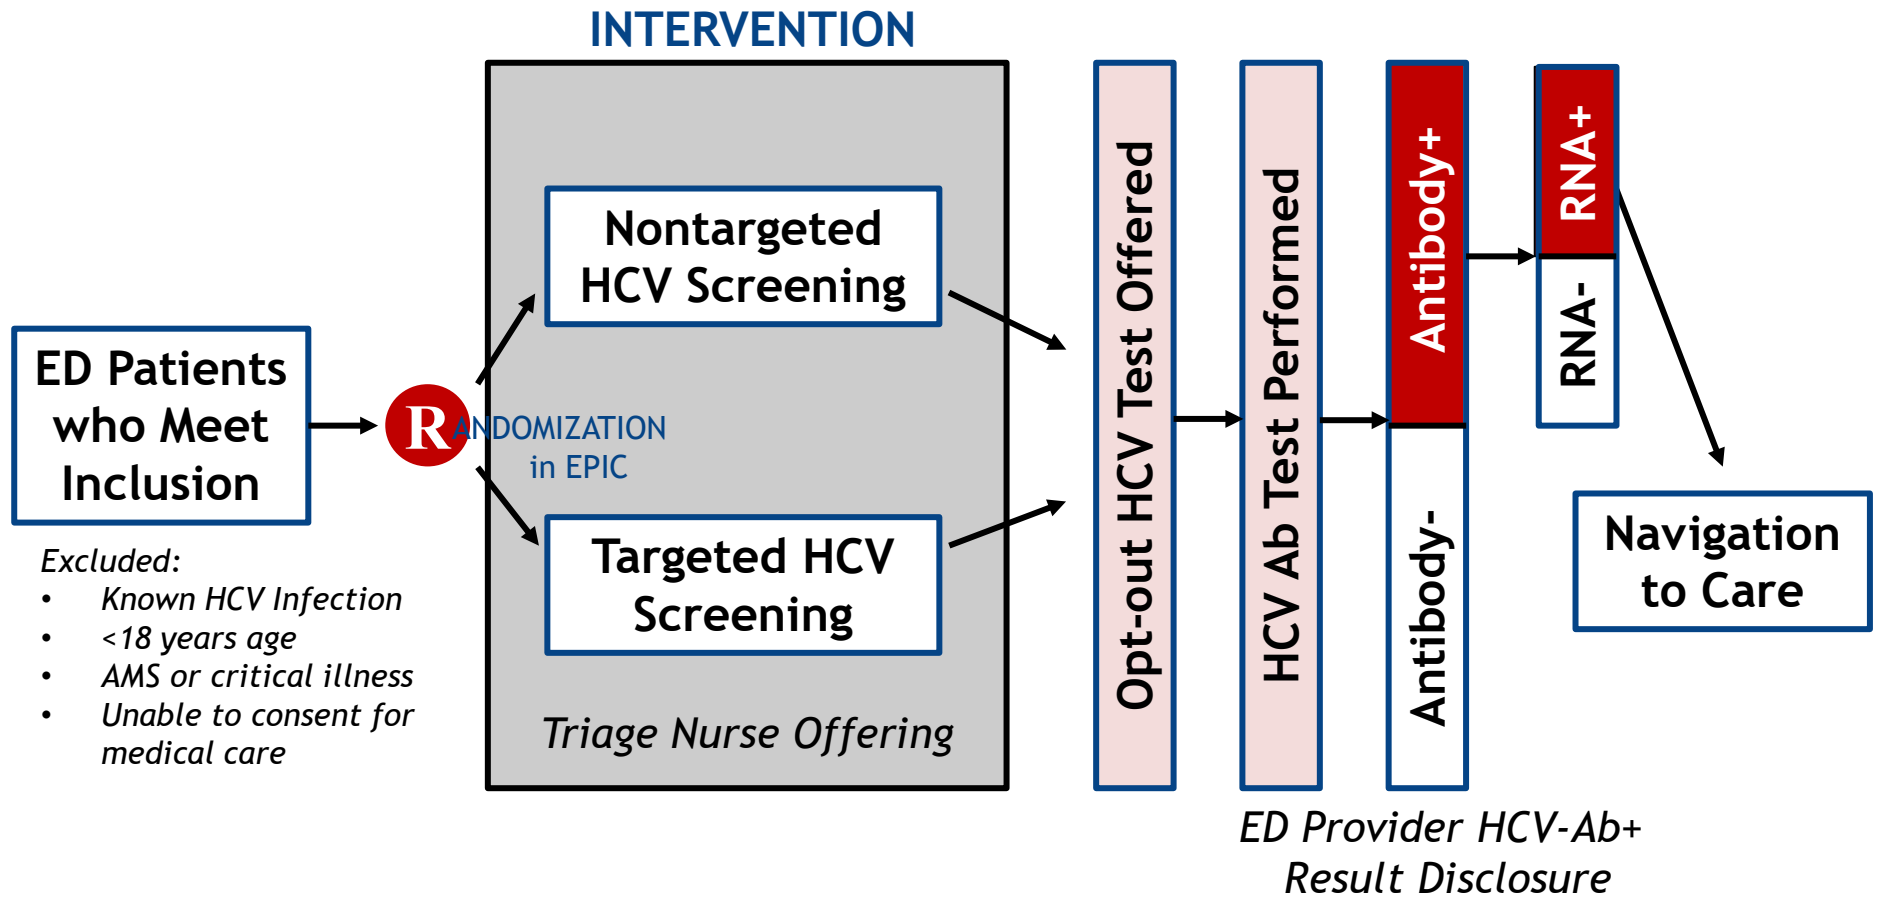 INTERVENTION
ED Patients
who Meet
Inclusion
Excluded:
• Known HCV Infection
• <18 years age
• AMS or critical illness
• Unable to consent for
medical care
RANDOMIZATION
in EPIC
Nontargeted
HCV Screening
Targeted HCV
Screening
Triage Nurse Offering
Opt-out HCV Test Offered
HCV Ab Test Performed
Antibody+
Antibody-
RNA+
RNA-
Navigation
to Care
ED Provider HCV-Ab+
Result Disclosure